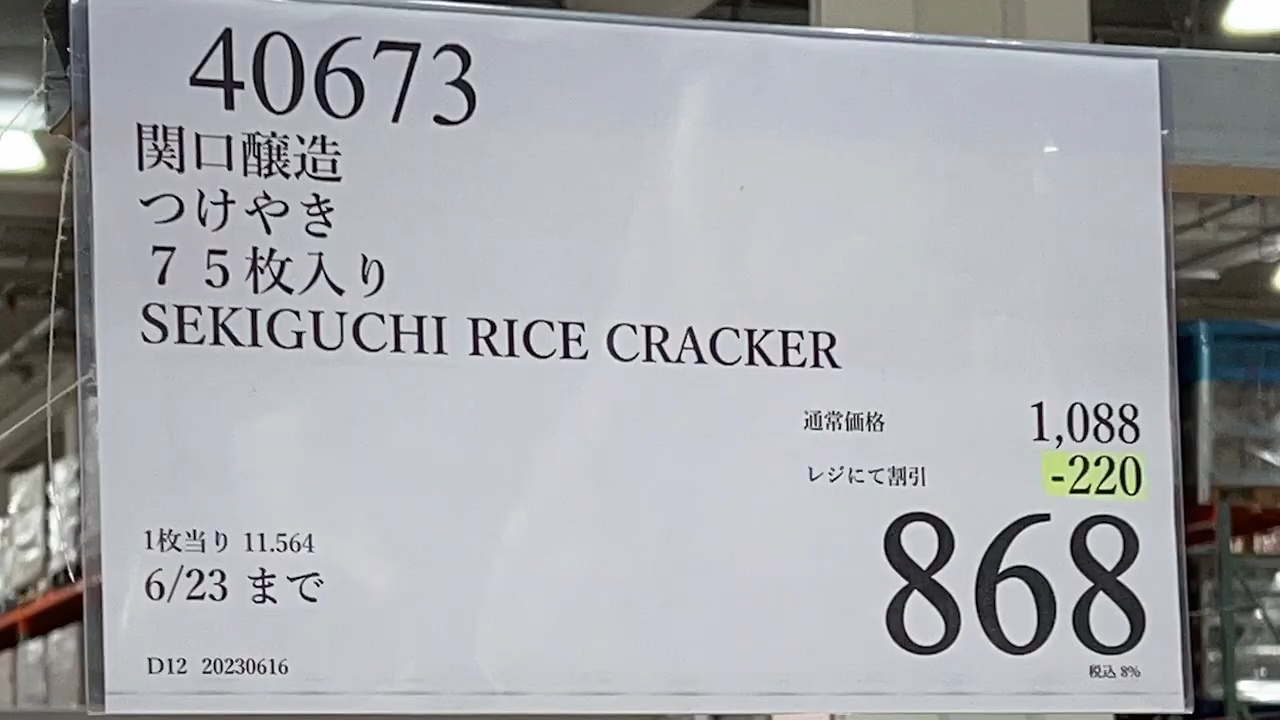 40673
関口醸造
つけやき
７５枚入り
SEKIGUCHI RICE CRACKER
通常価格 1,088
レジにて割引 -220
868
税込 8%
1枚当り 11.564
6/23 まで
D12 20230616